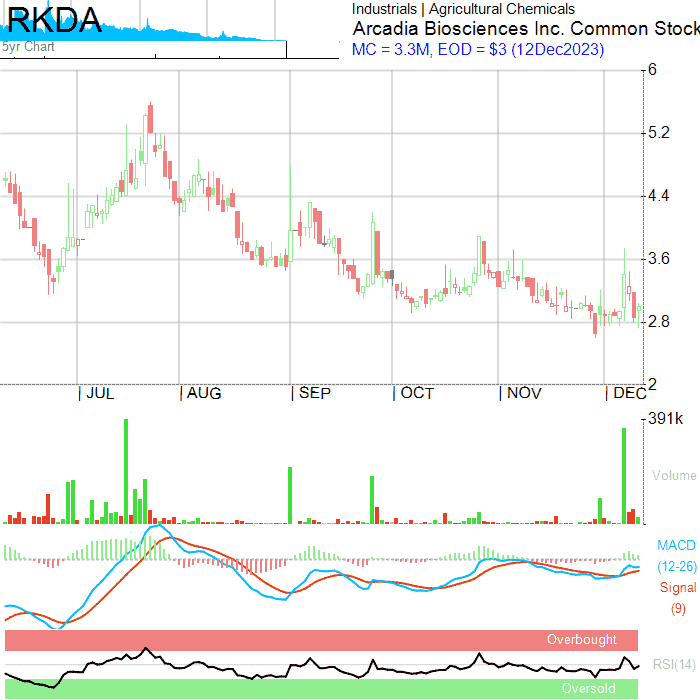 RKDA
5yr Chart
Industrials | Agricultural Chemicals
Arcadia Biosciences Inc. Common Stock
MC = 3.3M, EOD = $3 (12Dec2023)
6
5.2
4.4
3.6
2.8
2
| JUL | AUG | SEP | OCT | NOV | DEC
391k
Volume
MACD
(12-26)
Signal
(9)
Overbought
RSI(14)
Oversold